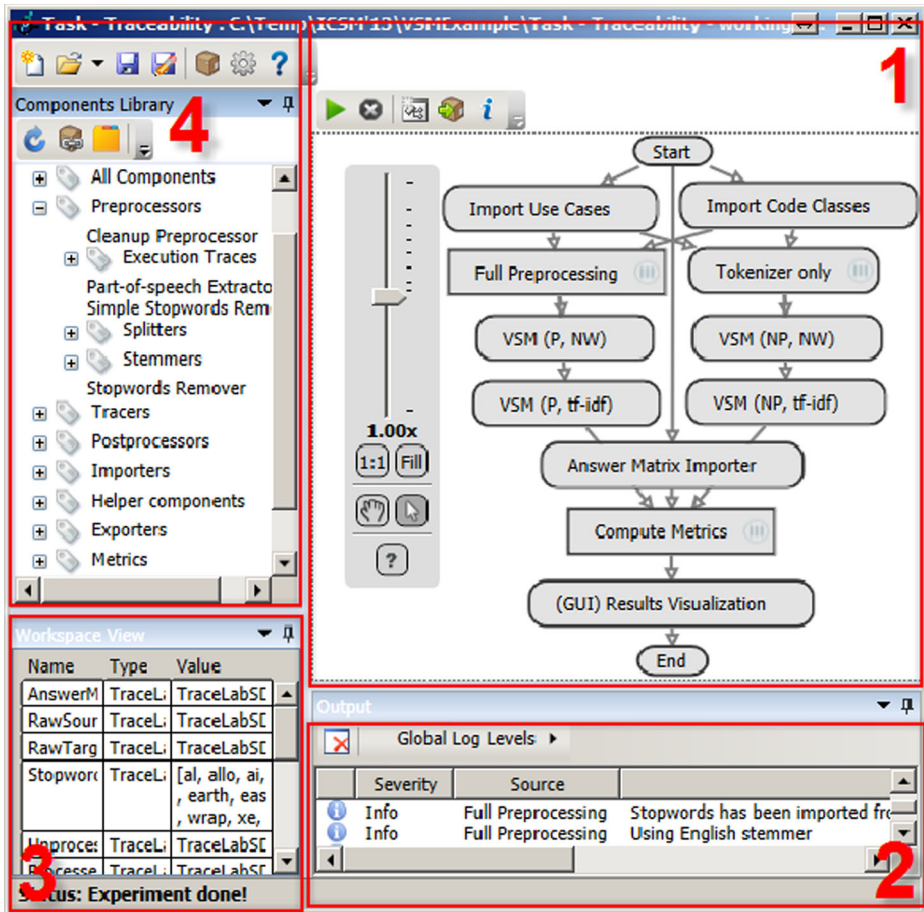 Task - Traceability . C:\Temp\ICSM'13\VSMExample\Task - Traceability - working
1
4
Components Library
All Components
Preprocessors
Cleanup Preprocessor
Execution Traces
Part-of-speech Extracto
Simple Stopwords Rem
Splitters
Stemmers
Stopwords Remover
Tracers
Postprocessors
Importers
Helper components
Exporters
Metrics
1.00x
1:1 Fill
?
Start
Import Use Cases
Import Code Classes
Full Preprocessing
Tokenizer only
VSM (P, NW)
VSM (NP, NW)
VSM (P, tf-idf)
VSM (NP, tf-idf)
Answer Matrix Importer
Compute Metrics
(GUI) Results Visualization
End
Workspace View
Name Type Value
AnswerM TraceLa TraceLabSD
RawSour TraceLa TraceLabSD
RawTarg TraceLa TraceLabSD
Stopword TraceLa [al, allo, ai,
, earth, eas
, wrap, xe,
Unproces TraceLa TraceLabSD
Processe TraceLa TraceLabSD
3
Status: Experiment done!
Output
Global Log Levels
Severity Source
Info Full Preprocessing Stopwords has been imported fro
Info Full Preprocessing Using English stemmer
2